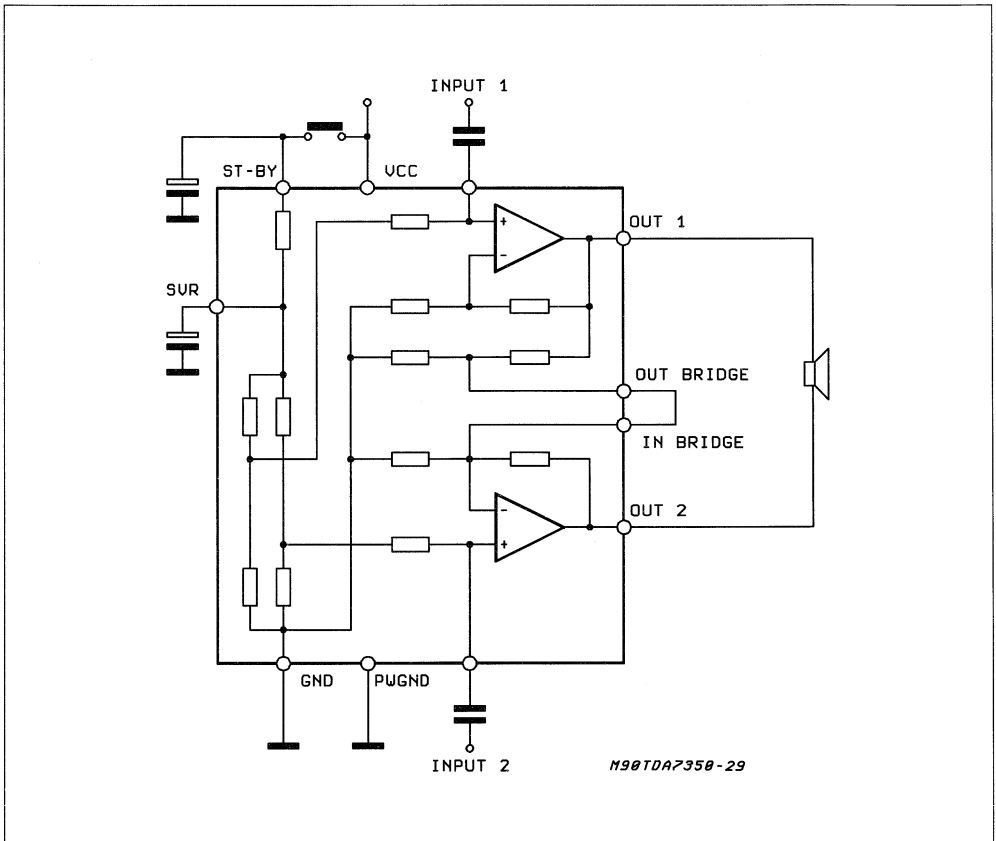 INPUT 1
ST-BY
VCC
+
OUT 1
-
SVR
OUT BRIDGE
IN BRIDGE
OUT 2
-
+
GND
PWGND
INPUT 2
M90TDA7350-29